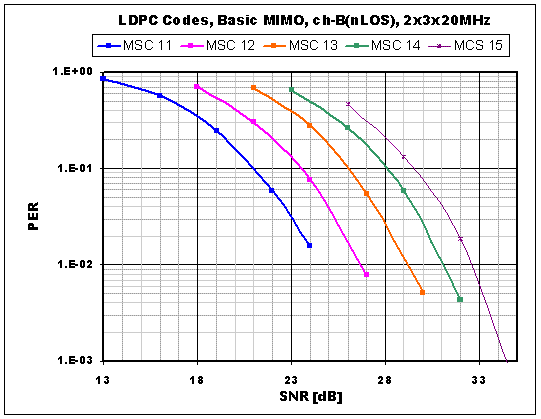 LDPC Codes, Basic MIMO, ch-B(nLOS), 2x3x20MHz
MSC 11 MSC 12 MSC 13 MSC 14 MCS 15
1.E+00
1.E-01
1.E-02
1.E-03
PER
13 18 23 28 33
SNR [dB]